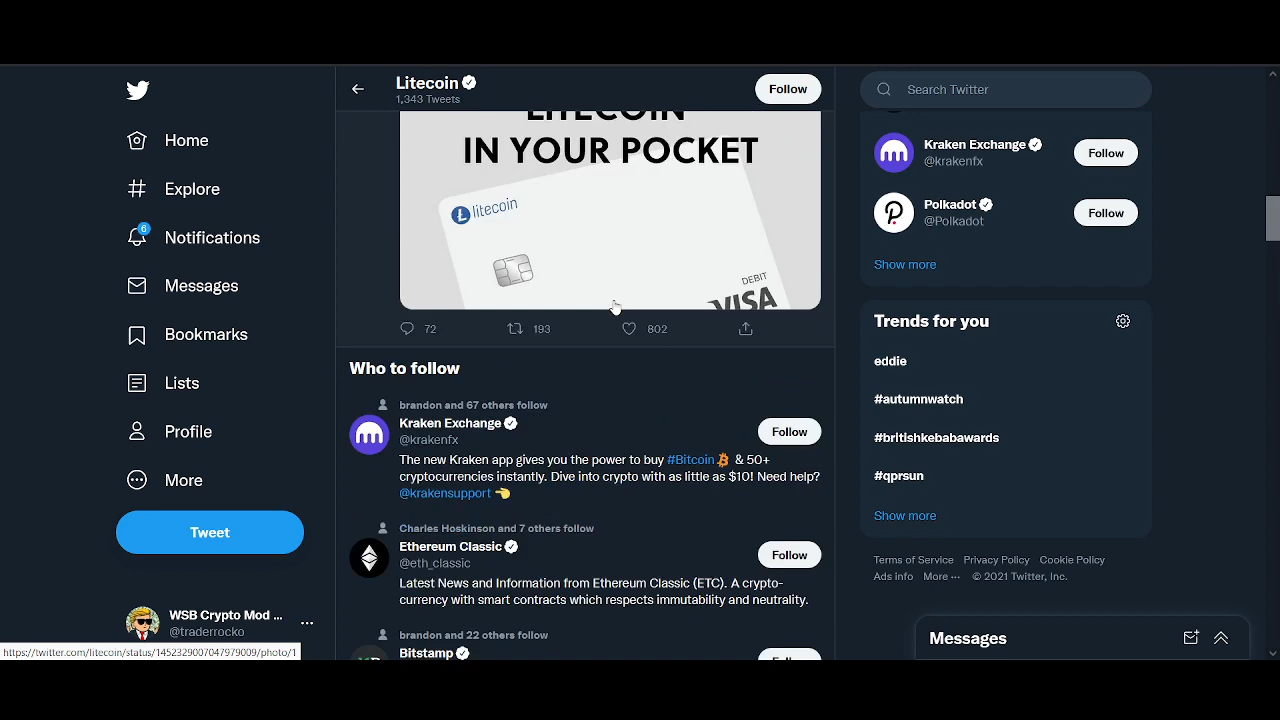 Home
Explore
6
Notifications
Messages
Bookmarks
Lists
Profile
More
Tweet
WSB Crypto Mod ...
@traderrocko
https://twitter.com/litecoin/status/1452329007047979009/photo/1
Litecoin
1,343 Tweets
Follow
LITECOIN
IN YOUR POCKET
litecoin
DEBIT
VISA
72
193
802
Who to follow
brandon and 67 others follow
Kraken Exchange
@krakenfx
Follow
The new Kraken app gives you the power to buy #Bitcoin & 50+
cryptocurrencies instantly. Dive into crypto with as little as $10! Need help?
@krakensupport 👈
Charles Hoskinson and 7 others follow
Ethereum Classic
@eth_classic
Follow
Latest News and Information from Ethereum Classic (ETC). A crypto-
currency with smart contracts which respects immutability and neutrality.
brandon and 22 others follow
Bitstamp
Follow
Search Twitter
Kraken Exchange
@krakenfx
Follow
Polkadot
@Polkadot
Follow
Show more
Trends for you
eddie
#autumnwatch
#britishkebabawards
#qprsun
Show more
Terms of Service Privacy Policy Cookie Policy
Ads info More ··· © 2021 Twitter, Inc.
Messages